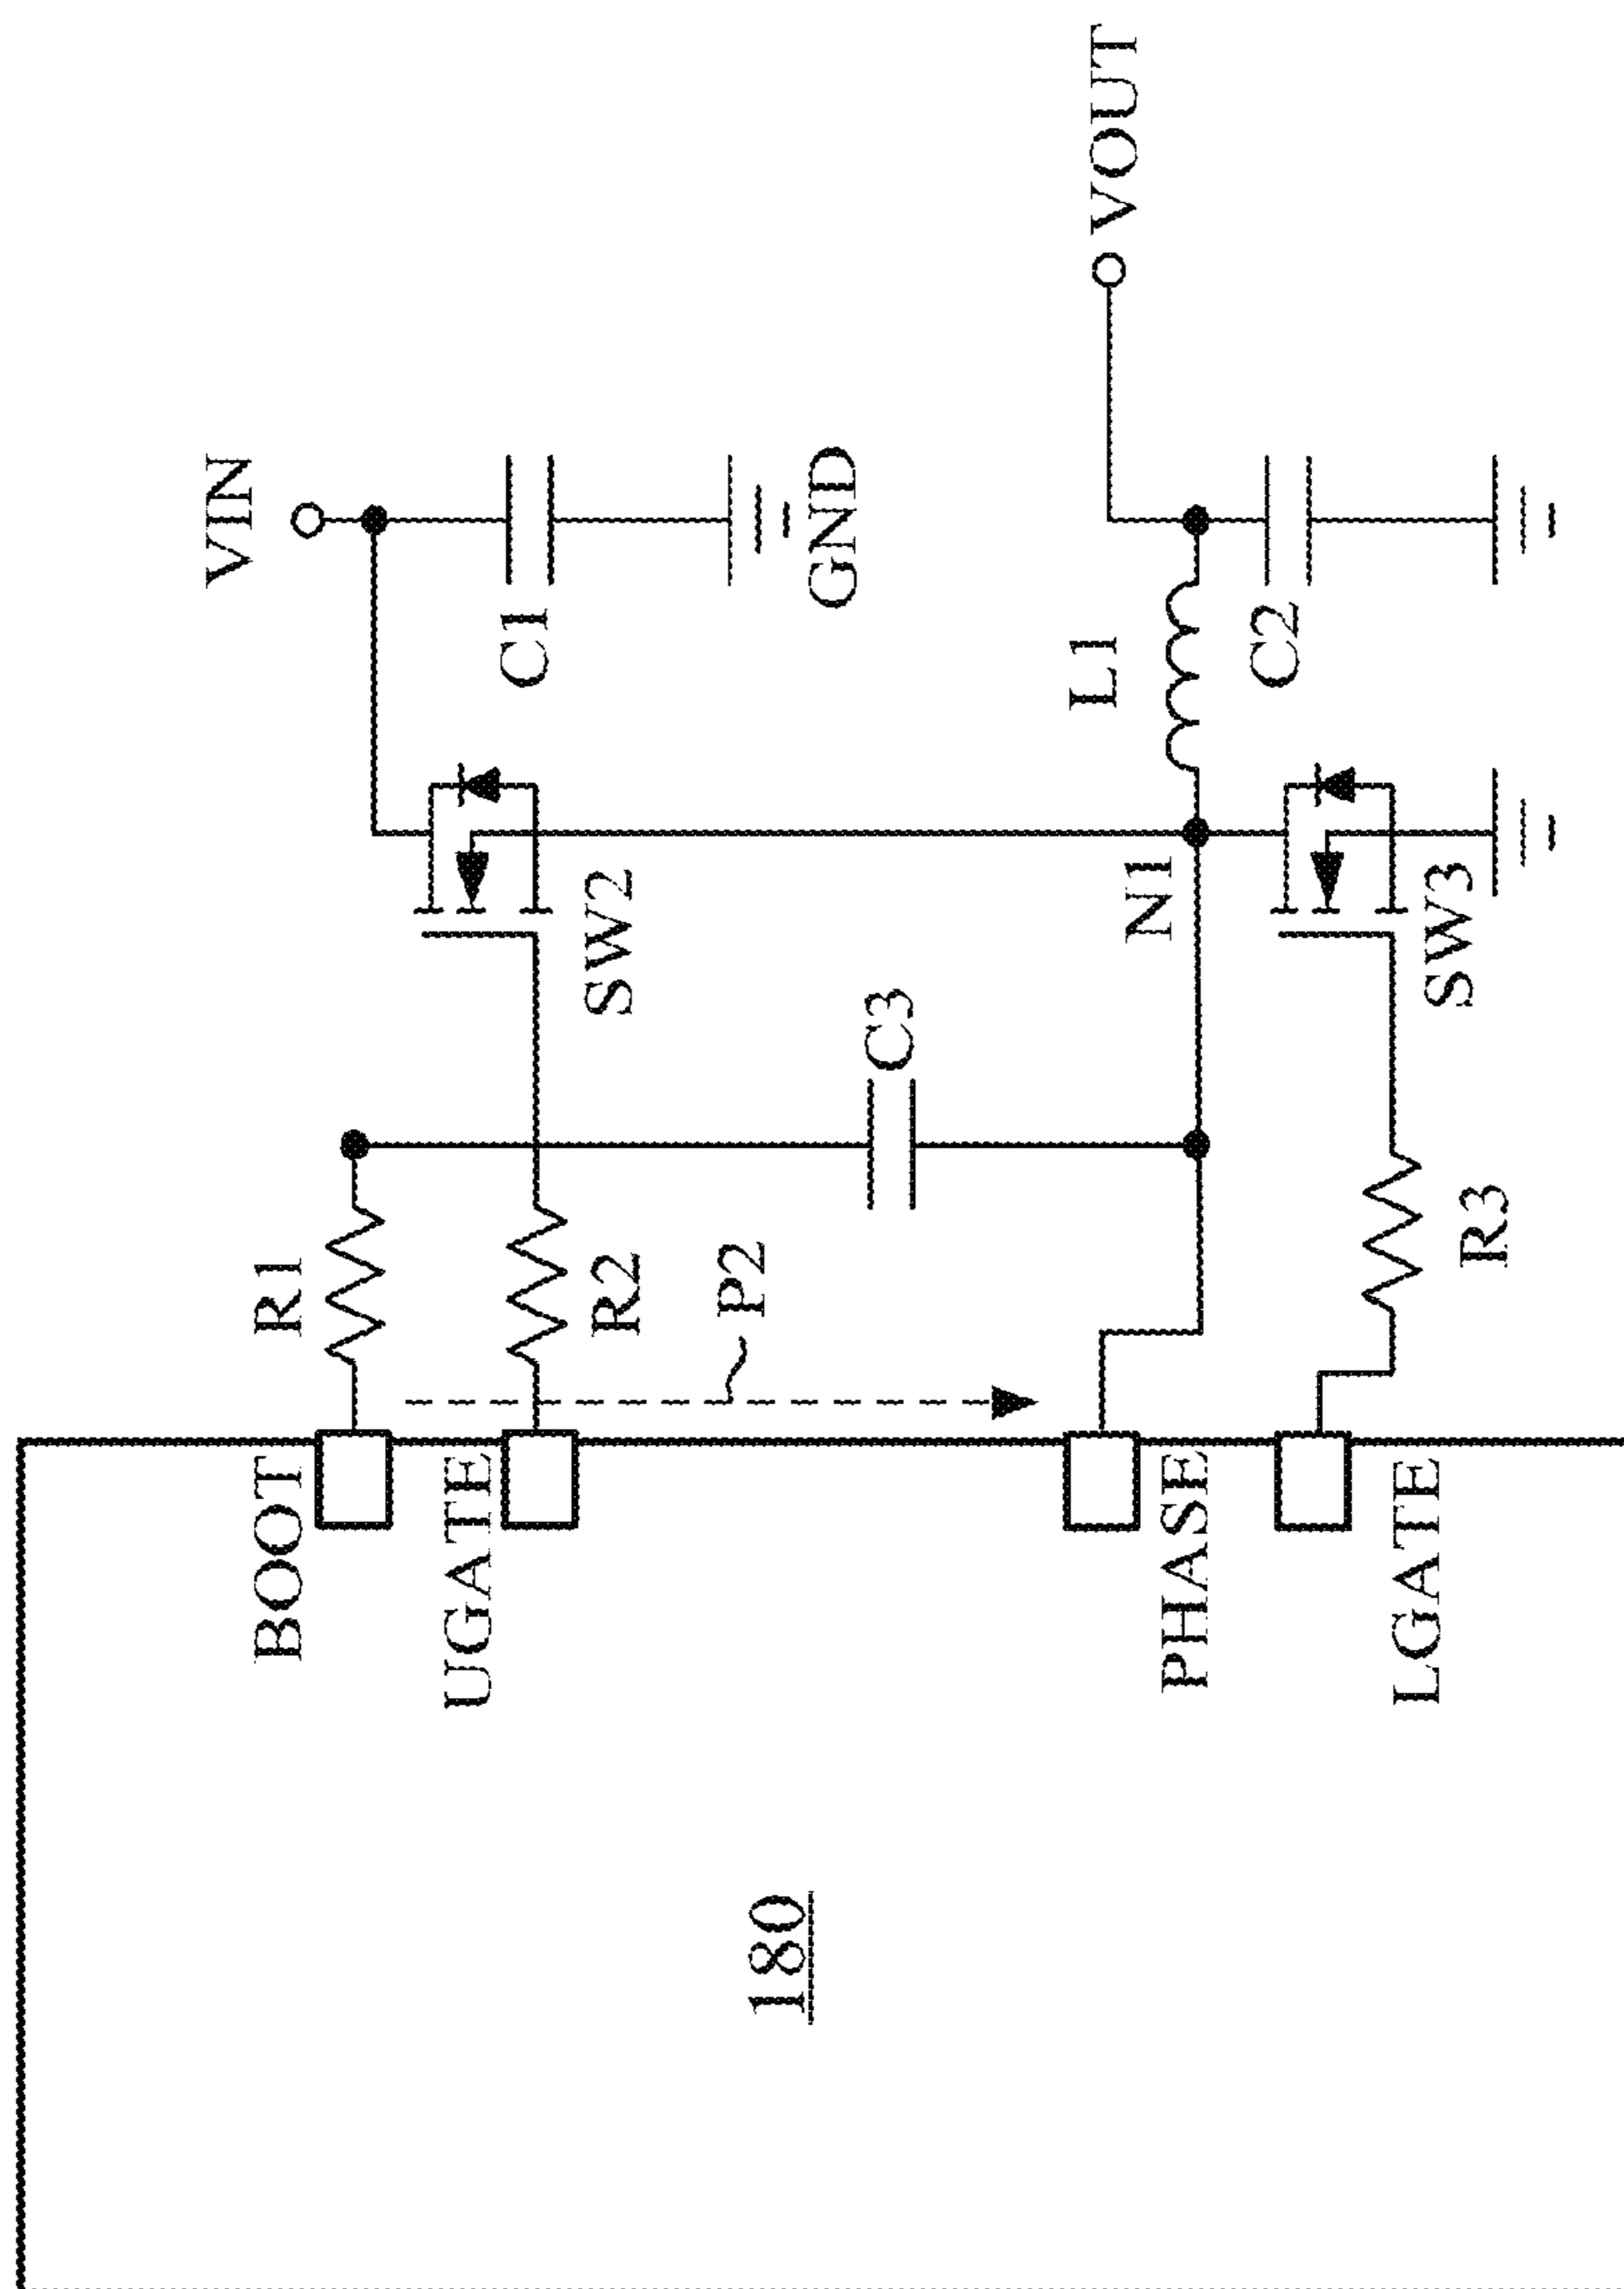 VIN
C1
GND
VOUT
L1
C2
SW2
N1
SW3
C3
R1
R2
P2
R3
BOOT
UGATE
PHASE
LGATE
180